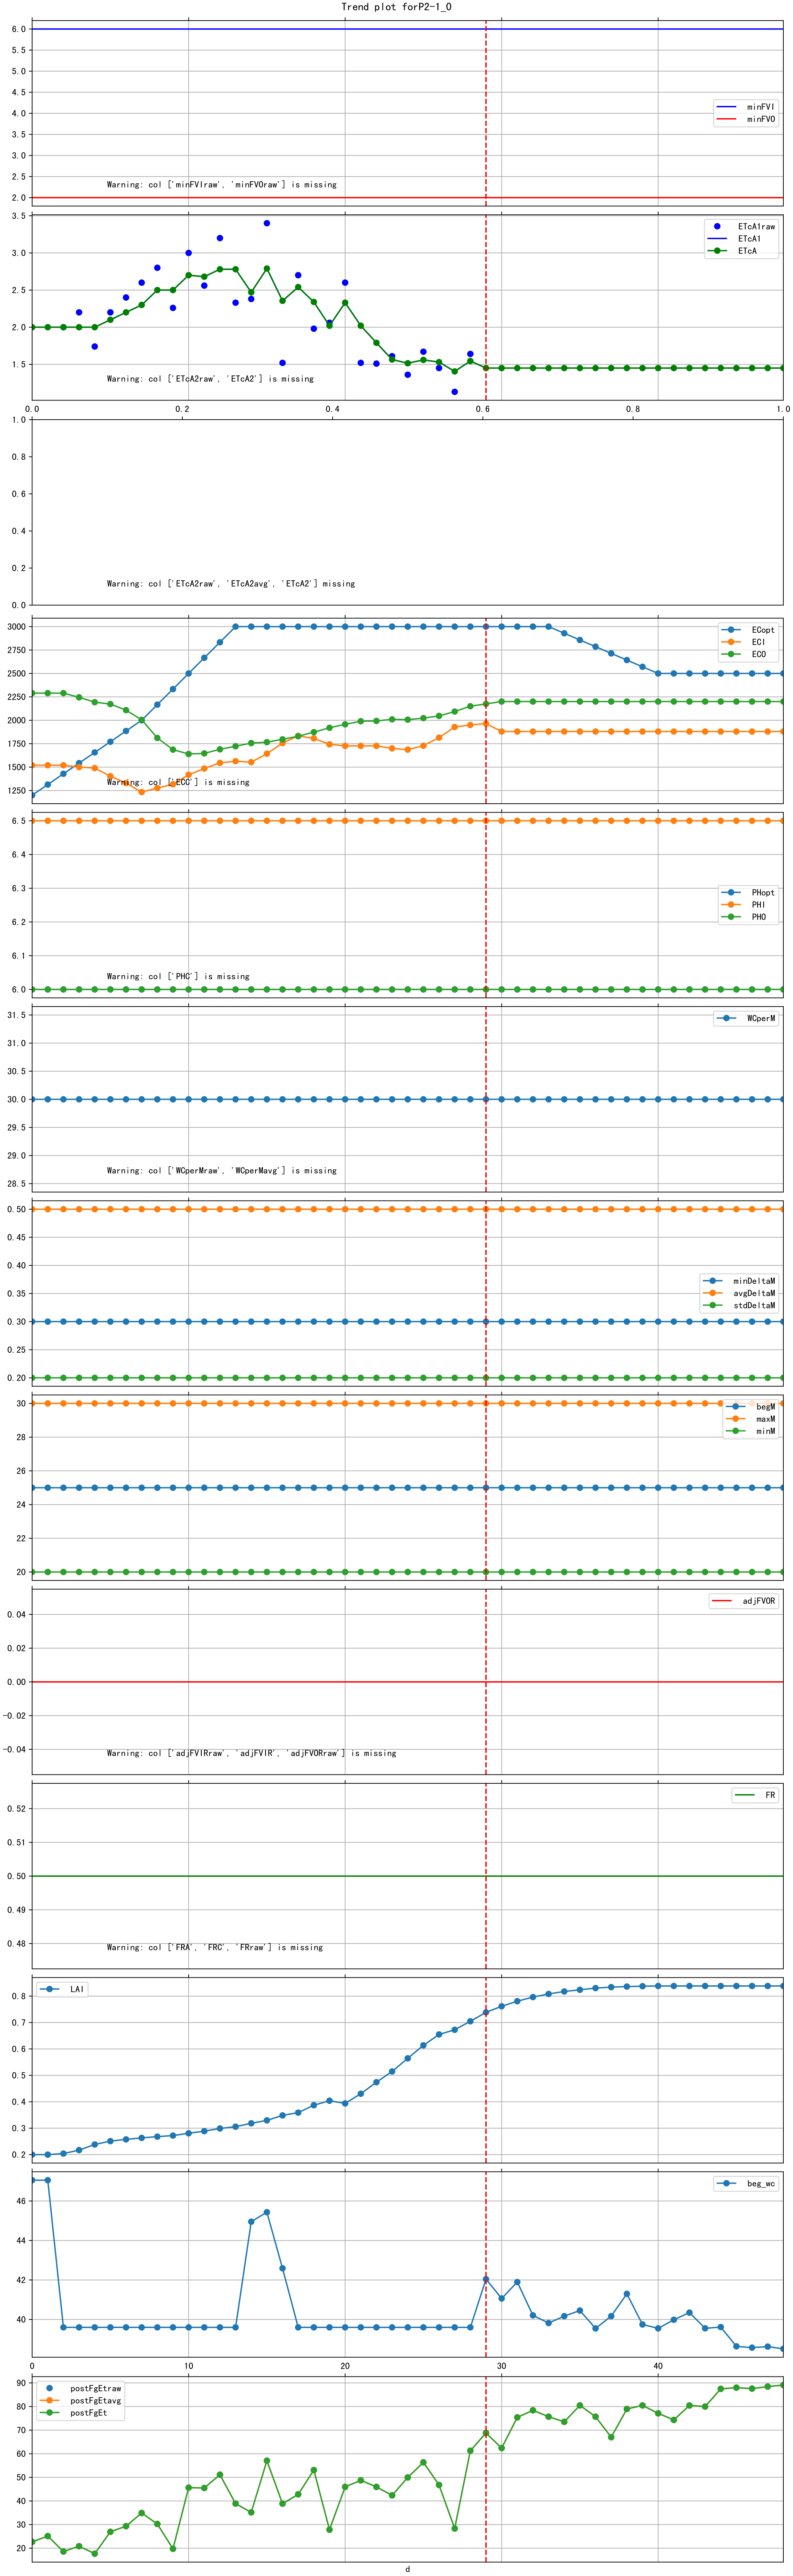 Trend plot forP2-1_0
6.0
5.5
5.0
4.5
4.0
3.5
3.0
2.5
2.0
minFVI
minFVO
Warning: col ['minFVIraw', 'minFVOraw'] is missing
3.5
3.0
2.5
2.0
1.5
ETcA1raw
ETcA1
ETcA
Warning: col ['ETcA2raw', 'ETcA2'] is missing
0.0 0.2 0.4 0.6 0.8 1.0
1.0
0.8
0.6
0.4
0.2
0.0
Warning: col ['ETcA2raw', 'ETcA2avg', 'ETcA2'] missing
3000
2750
2500
2250
2000
1750
1500
1250
ECopt
ECI
ECO
Warning: col ['ECC'] is missing
6.5
6.4
6.3
6.2
6.1
6.0
PHopt
PHI
PHO
Warning: col ['PHC'] is missing
31.5
31.0
30.5
30.0
29.5
29.0
28.5
WCperM
Warning: col ['WCperMraw', 'WCperMavg'] is missing
0.50
0.45
0.40
0.35
0.30
0.25
0.20
minDeltaM
avgDeltaM
stdDeltaM
30
28
26
24
22
20
begM
maxM
minM
0.04
0.02
0.00
−0.02
−0.04
adjFVOR
Warning: col ['adjFVIRraw', 'adjFVIR', 'adjFVORraw'] is missing
0.52
0.51
0.50
0.49
0.48
FR
Warning: col ['FRA', 'FRC', 'FRraw'] is missing
0.8
0.7
0.6
0.5
0.4
0.3
0.2
LAI
46
44
42
40
beg_wc
0 10 20 30 40
90
80
70
60
50
40
30
20
postFgEtraw
postFgEtavg
postFgEt
d